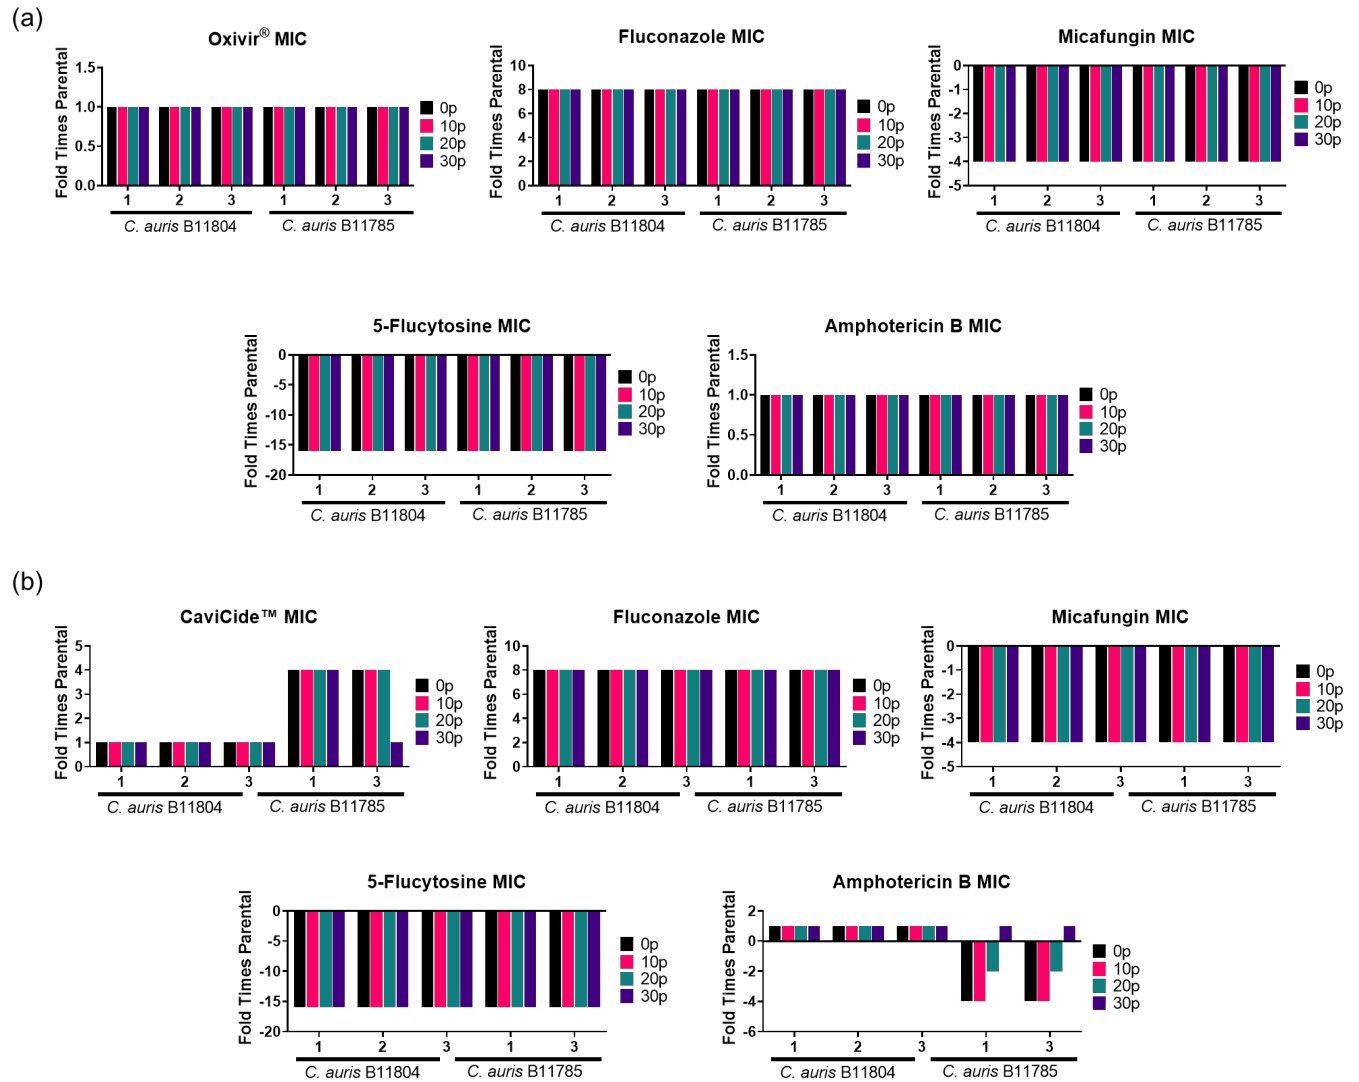 (a)
Oxivir® MIC
Fold Times Parental
1.5
1.0
0.5
0.0
1 2 3 1 2 3
C. auris B11804 C. auris B11785
0p
10p
20p
30p
Fluconazole MIC
Fold Times Parental
10
8
6
4
2
0
1 2 3 1 2 3
C. auris B11804 C. auris B11785
0p
10p
20p
30p
Micafungin MIC
Fold Times Parental
0
-1
-2
-3
-4
-5
1 2 3 1 2 3
C. auris B11804 C. auris B11785
0p
10p
20p
30p
5-Flucytosine MIC
Fold Times Parental
0
-5
-10
-15
-20
1 2 3 1 2 3
C. auris B11804 C. auris B11785
0p
10p
20p
30p
Amphotericin B MIC
Fold Times Parental
1.5
1.0
0.5
0.0
1 2 3 1 2 3
C. auris B11804 C. auris B11785
0p
10p
20p
30p
(b)
CaviCide™ MIC
Fold Times Parental
5
4
3
2
1
0
1 2 3 1 3
C. auris B11804 C. auris B11785
0p
10p
20p
30p
Fluconazole MIC
Fold Times Parental
10
8
6
4
2
0
1 2 3 1 3
C. auris B11804 C. auris B11785
0p
10p
20p
30p
Micafungin MIC
Fold Times Parental
0
-1
-2
-3
-4
-5
1 2 3 1 3
C. auris B11804 C. auris B11785
0p
10p
20p
30p
5-Flucytosine MIC
Fold Times Parental
0
-5
-10
-15
-20
1 2 3 1 3
C. auris B11804 C. auris B11785
0p
10p
20p
30p
Amphotericin B MIC
Fold Times Parental
2
0
-2
-4
-6
1 2 3 1 3
C. auris B11804 C. auris B11785
0p
10p
20p
30p